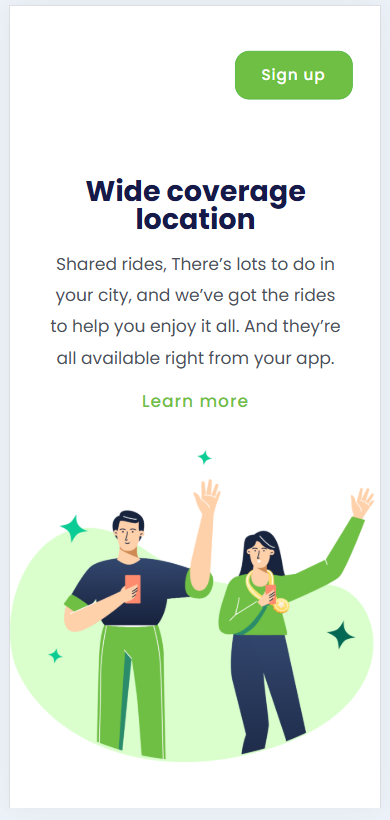 Sign up
Wide coverage
location
Shared rides, There's lots to do in
your city, and we've got the rides
to help you enjoy it all. And they're
all available right from your app.
Learn more